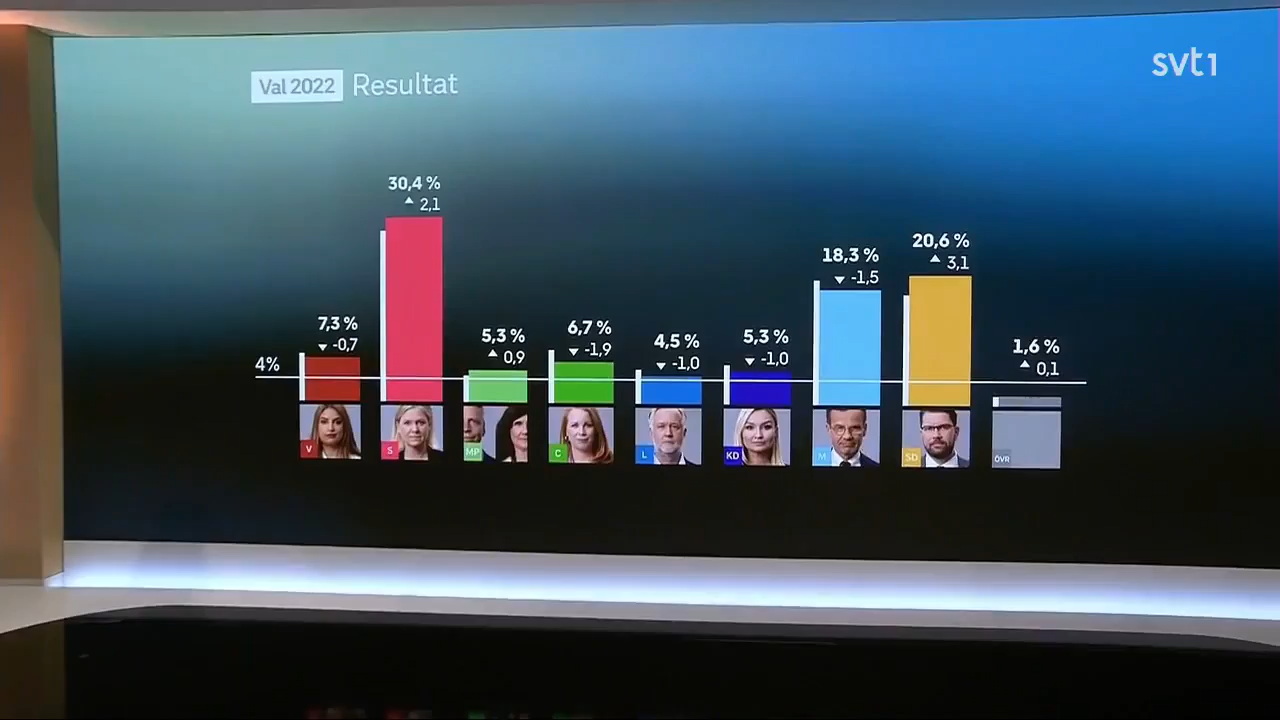 svt1
Val 2022 Resultat
30,4 %
▲ 2,1
20,6 %
▲ 3,1
18,3 %
▼ -1,5
7,3 %
▼ -0,7
5,3 %
▲ 0,9
6,7 %
▼ -1,9
4,5 %
▼ -1,0
5,3 %
▼ -1,0
1,6 %
▲ 0,1
4%
V
S
MP
C
L
KD
M
SD
ÖVR